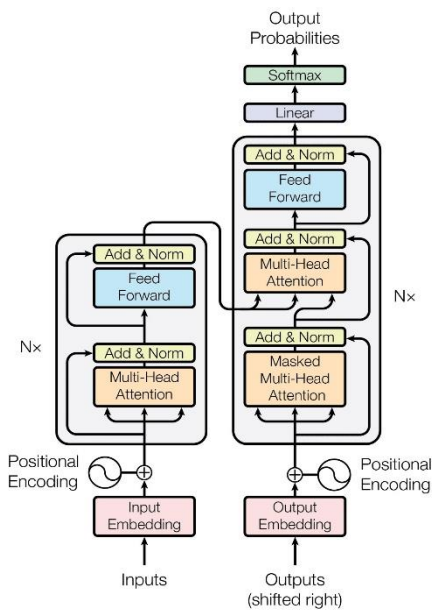 Output
Probabilities
Softmax
Linear
Add & Norm
Feed
Forward
Add & Norm
Multi-Head
Attention
N×
Add & Norm
Masked
Multi-Head
Attention
Add & Norm
Feed
Forward
N×
Add & Norm
Multi-Head
Attention
Positional
Encoding
Positional
Encoding
Input
Embedding
Output
Embedding
Inputs
Outputs
(shifted right)